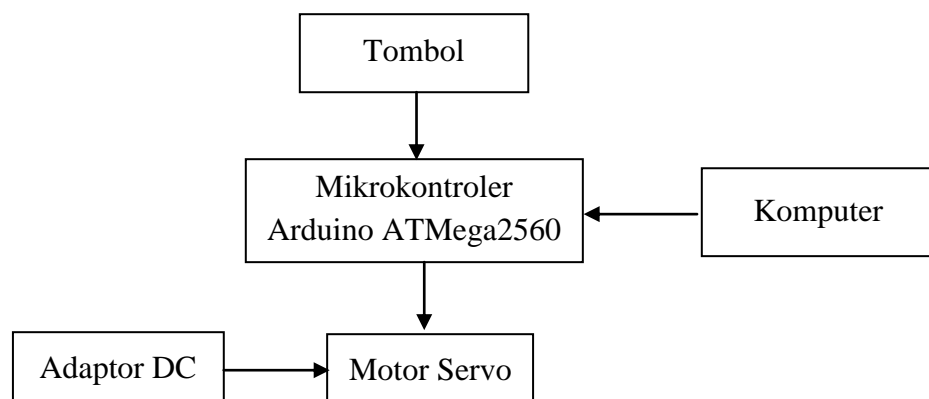 Tombol
Mikrokontroler
Arduino ATMega2560
Komputer
Adaptor DC
Motor Servo